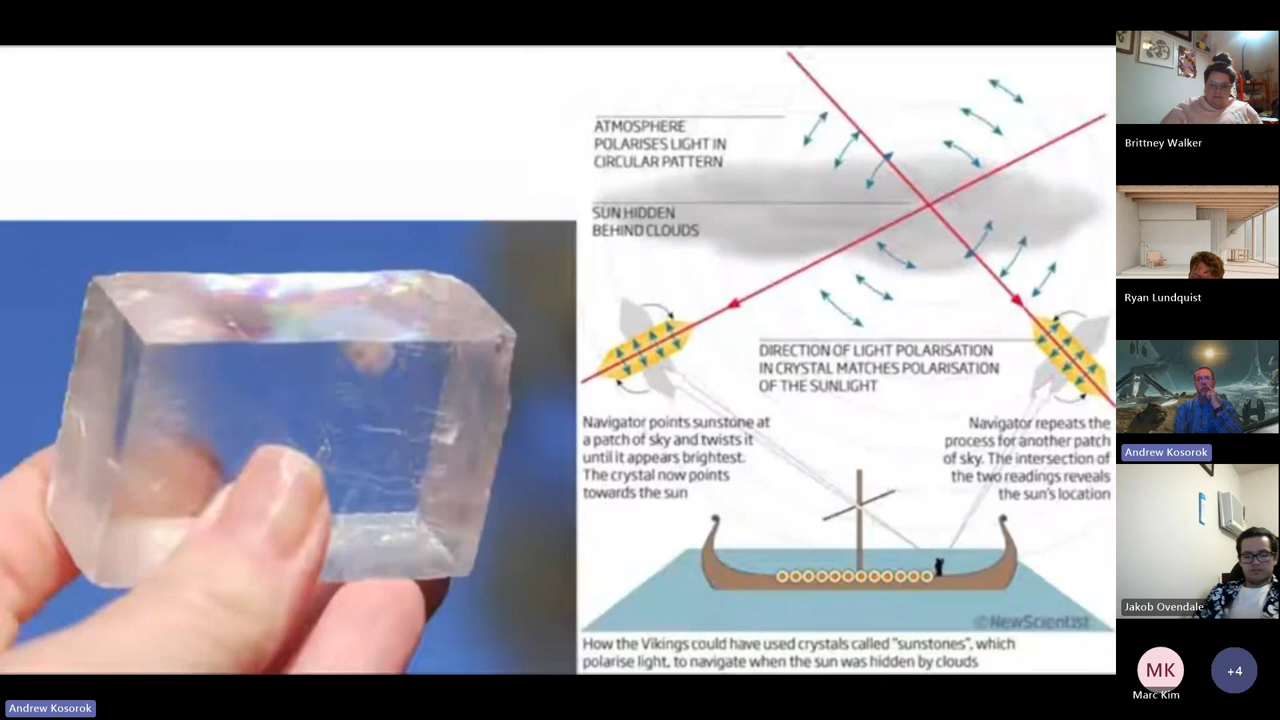 ATMOSPHERE
POLARISES LIGHT IN
CIRCULAR PATTERN
SUN HIDDEN
BEHIND CLOUDS
DIRECTION OF LIGHT POLARISATION
IN CRYSTAL MATCHES POLARISATION
OF THE SUNLIGHT
Navigator points sunstone at
a patch of sky and twists it
until it appears brightest.
The crystal now points
towards the sun
Navigator repeats the
process for another patch
of sky. The intersection of
the two readings reveals
the sun's location
©NewScientist
How the Vikings could have used crystals called "sunstones", which
polarise light, to navigate when the sun was hidden by clouds
Brittney Walker
Ryan Lundquist
Andrew Kosorok
Jakob Ovendale
MK
Marc Kim
+4
Andrew Kosorok